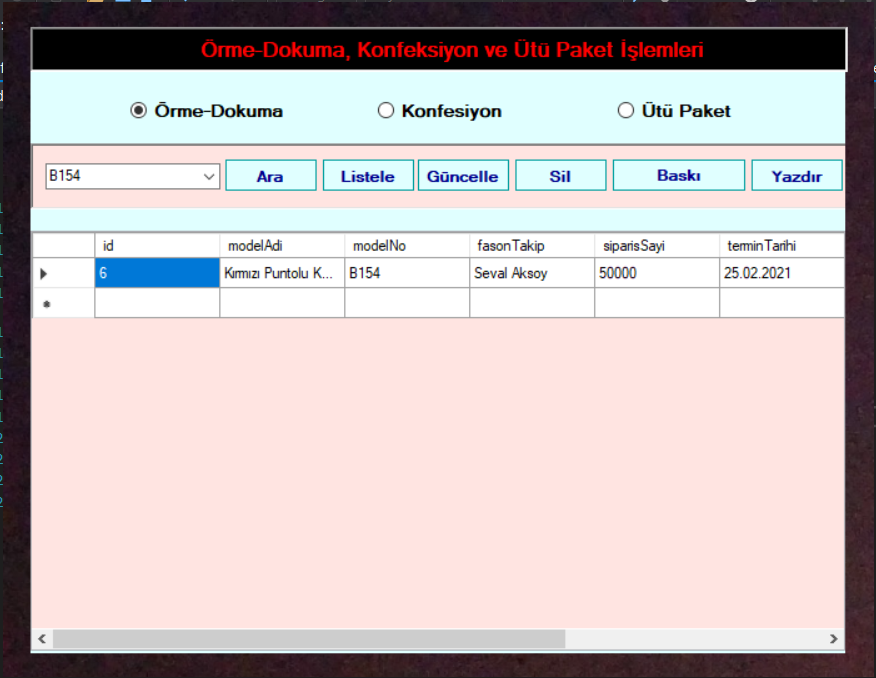 Örme-Dokuma, Konfeksiyon ve Ütü Paket İşlemleri
Örme-Dokuma Konfesiyon Ütü Paket
B154 Ara Listele Güncelle Sil Baskı Yazdır
id modelAdi modelNo fasonTakip siparisSayi terminTarihi
6 Kırmızı Puntolu K... B154 Seval Aksoy 50000 25.02.2021